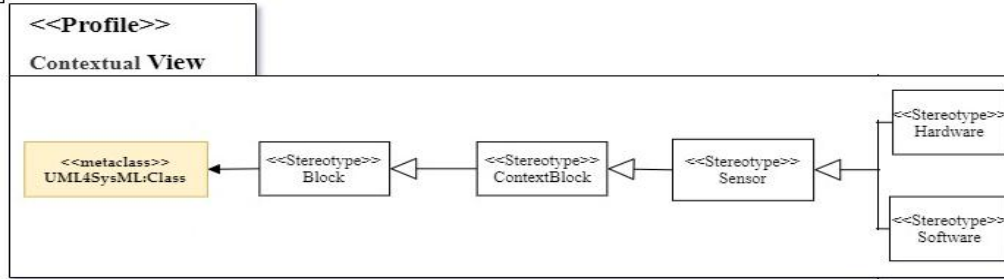 <<Profile>>
Contextual View
<<Stereotype>>
Hardware
<<metaclass>>
UML4SysML:Class
<<Stereotype>>
Block
<<Stereotype>>
ContextBlock
<<Stereotype>>
Sensor
<<Stereotype>>
Software